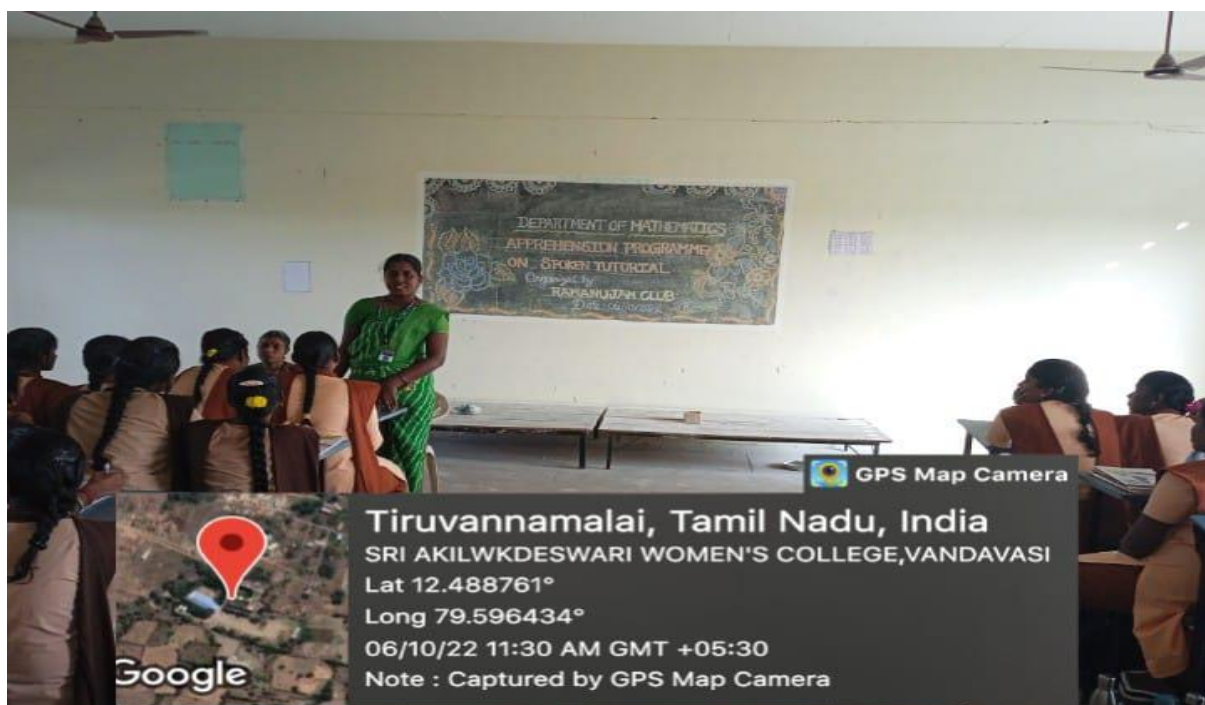 DEPARTMENT OF MATHEMATICS
APPREHENSION PROGRAMME
ON SPOKEN TUTORIAL
Organized by
RAMANUJAM CLUB
GPS Map Camera
Tiruvannamalai, Tamil Nadu, India
SRI AKILWKDESWARI WOMEN'S COLLEGE,VANDAVASI
Lat 12.488761°
Long 79.596434°
06/10/22 11:30 AM GMT +05:30
Note : Captured by GPS Map Camera
Google